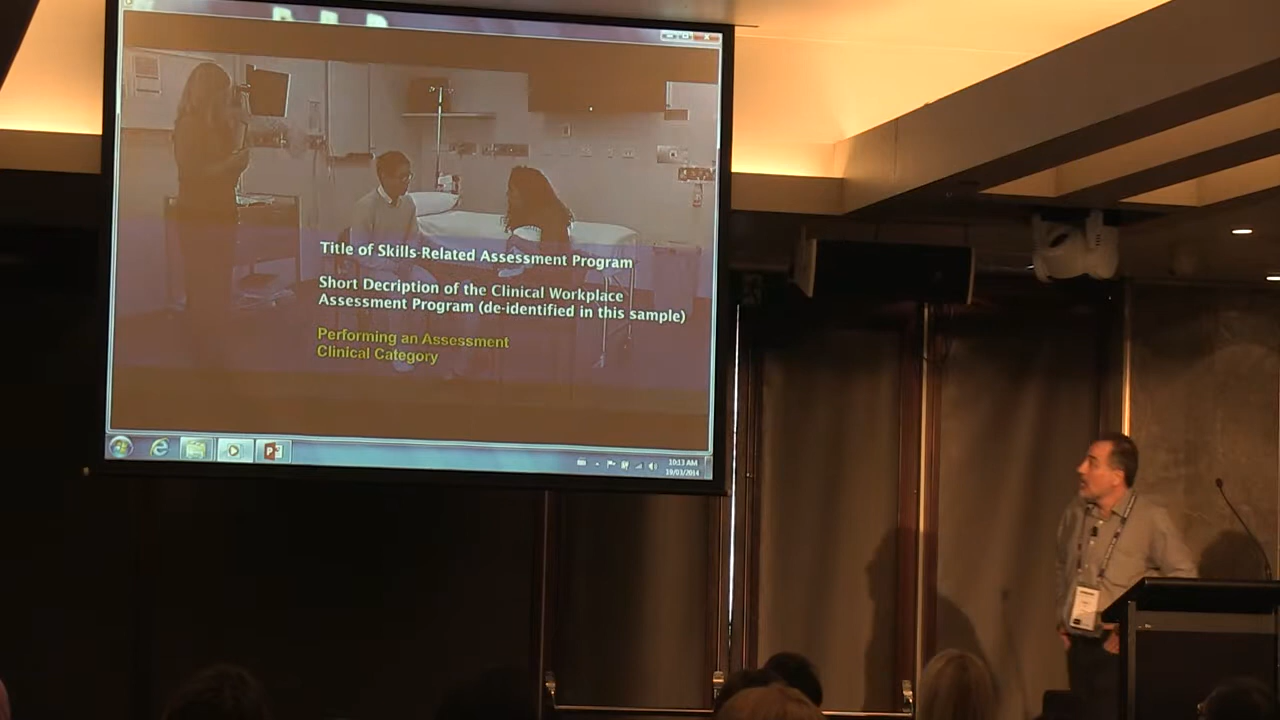 Title of Skills-Related Assessment Program
Short Decription of the Clinical Workplace
Assessment Program (de-identified in this sample)
Performing an Assessment
Clinical Category
10:13 AM
19/03/2014